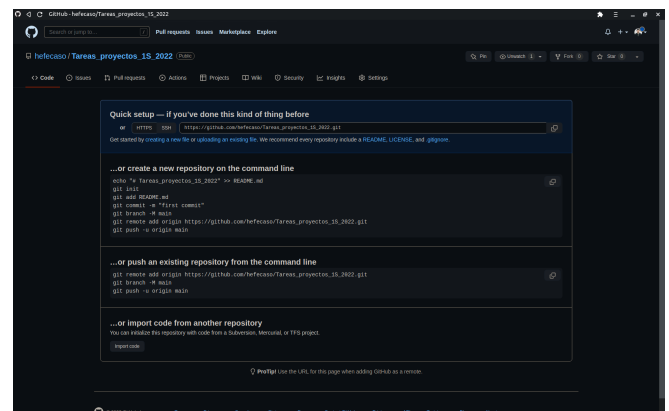 GitHub - hefecaso/Tareas_proyectos_1S_2022
Search or jump to... / Pull requests Issues Marketplace Explore
hefecaso / Tareas_proyectos_1S_2022 Public Pin Unwatch 1 Fork 0 Star 0
Code Issues Pull requests Actions Projects Wiki Security Insights Settings
Quick setup — if you've done this kind of thing before
or HTTPS SSH https://github.com/hefecaso/Tareas_proyectos_1S_2022.git
Get started by creating a new file or uploading an existing file. We recommend every repository include a README, LICENSE, and .gitignore.
...or create a new repository on the command line
echo "# Tareas_proyectos_1S_2022" >> README.md
git init
git add README.md
git commit -m "first commit"
git branch -M main
git remote add origin https://github.com/hefecaso/Tareas_proyectos_1S_2022.git
git push -u origin main
...or push an existing repository from the command line
git remote add origin https://github.com/hefecaso/Tareas_proyectos_1S_2022.git
git branch -M main
git push -u origin main
...or import code from another repository
You can initialize this repository with code from a Subversion, Mercurial, or TFS project.
Import code
ProTip! Use the URL for this page when adding GitHub as a remote.